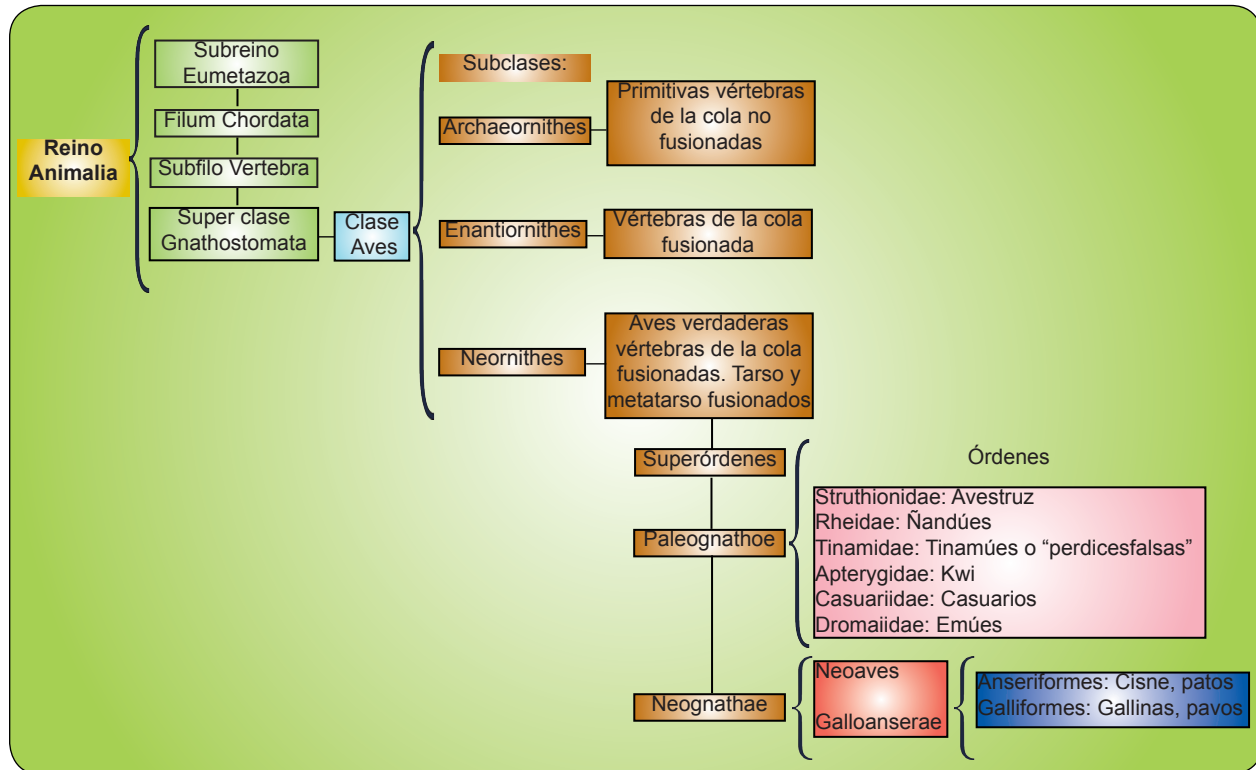 Reino
Animalia
Subreino
Eumetazoa
Filum Chordata
Subfilo Vertebra
Super clase
Gnathostomata
Clase
Aves
Subclases:
Archaeornithes
Primitivas vértebras
de la cola no
fusionadas
Enantiornithes
Vértebras de la cola
fusionada
Neornithes
Aves verdaderas
vértebras de la cola
fusionadas. Tarso y
metatarso fusionados
Superórdenes
Paleognathoe
Órdenes
Struthionidae: Avestruz
Rheidae: Ñandúes
Tinamidae: Tinamúes o “perdicesfalsas”
Apterygidae: Kwi
Casuariidae: Casuarios
Dromaiidae: Emúes
Neognathae
Neoaves
Galloanserae
Anseriformes: Cisne, patos
Galliformes: Gallinas, pavos